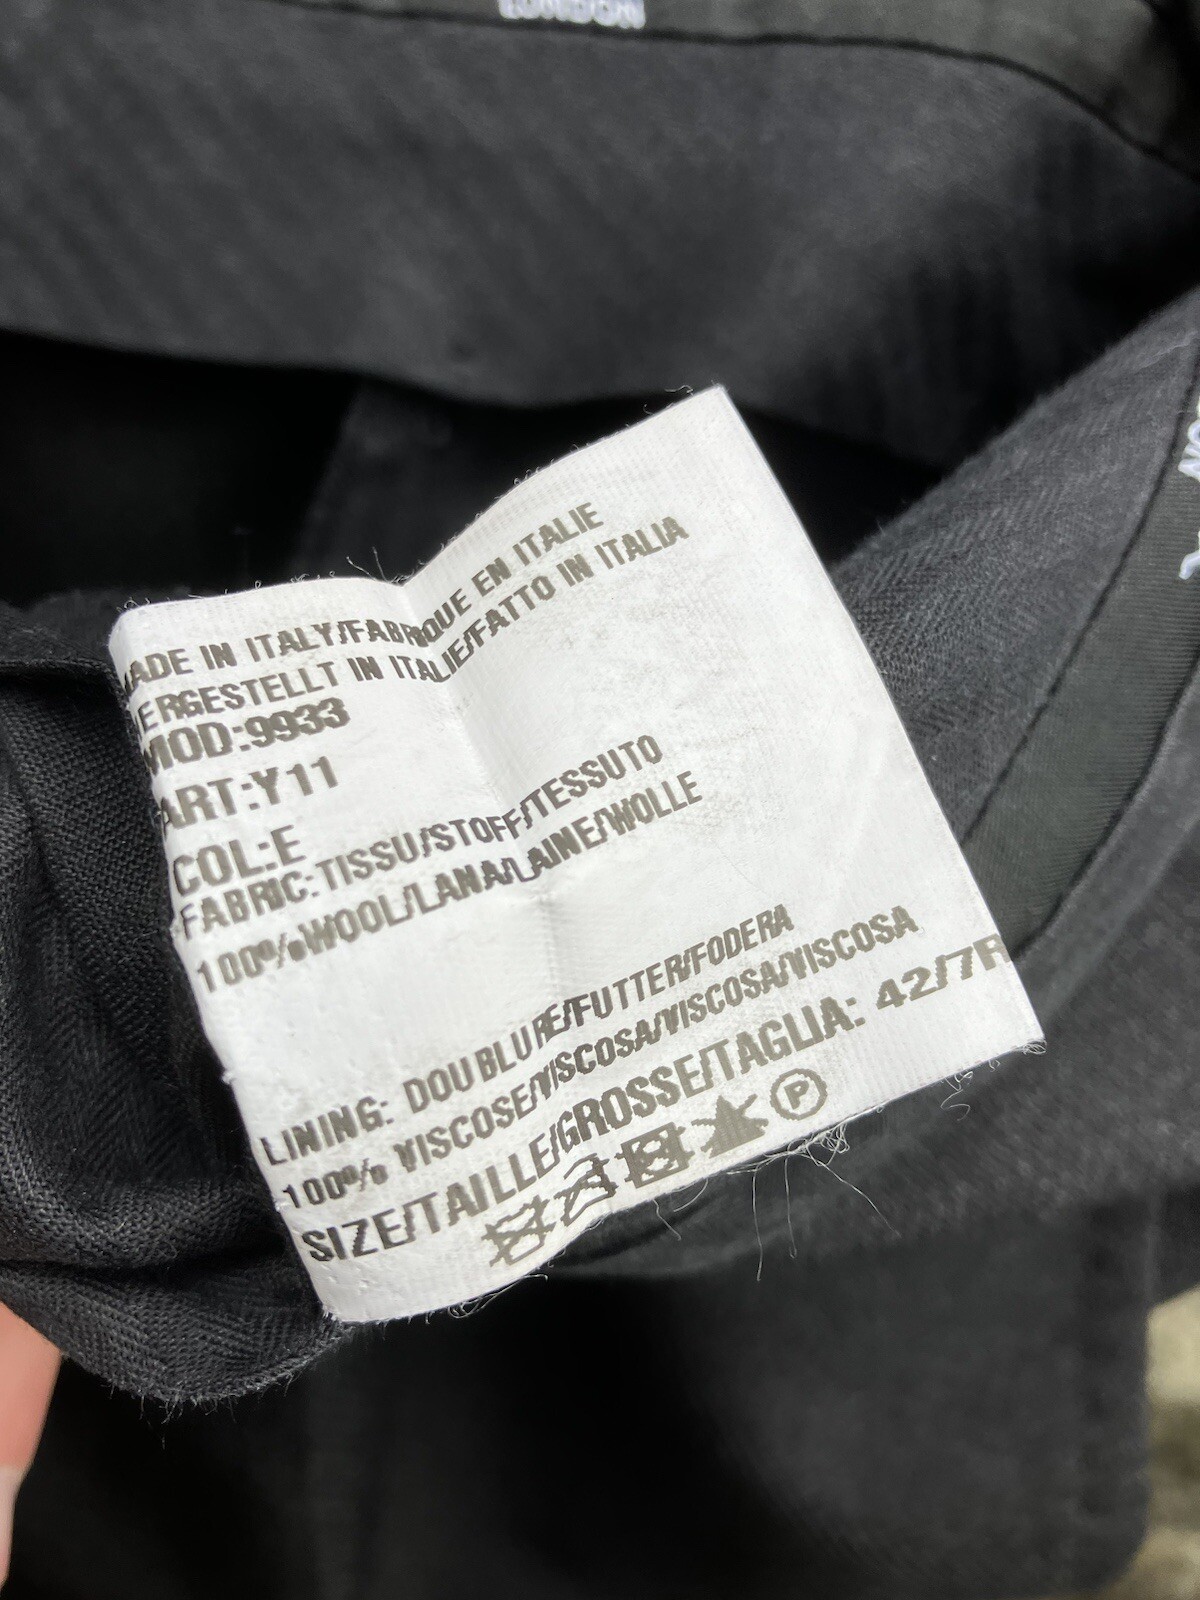 LONDON
MADE IN ITALY/FABRIQUE EN ITALIE
HERGESTELLT IN ITALIE/FATTO IN ITALIA
MOD:9933
ART:Y11
COL:E
FABRIC:TISSU/STOFF/TESSUTO
100%WOOL/LANA/LAINE/WOLLE
LINING: DOUBLURE/FUTTER/FODERA
100% VISCOSE/VISCOSA/VISCOSA/VISCOSA
SIZE/TAILLE/GROSSE/TAGLIA: 42/7R
P